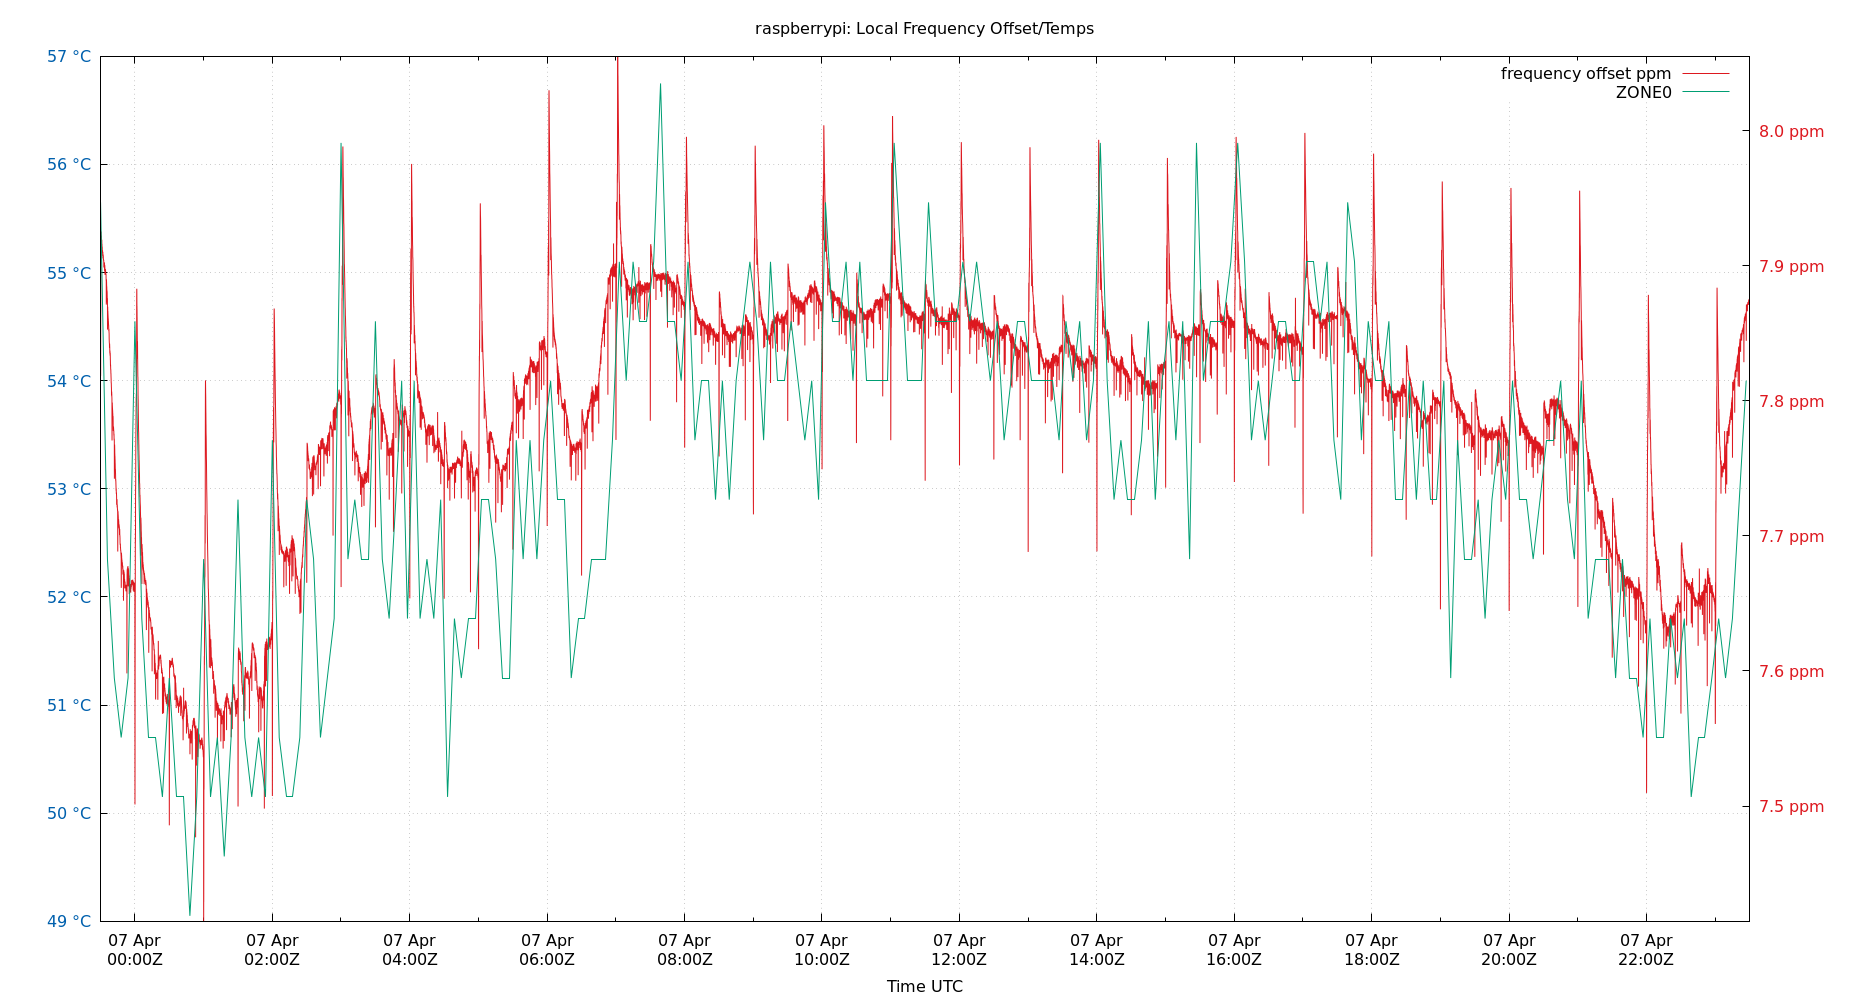 raspberrypi: Local Frequency Offset/Temps
frequency offset ppm
ZONE0
57 °C
56 °C
55 °C
54 °C
53 °C
52 °C
51 °C
50 °C
49 °C
8.0 ppm
7.9 ppm
7.8 ppm
7.7 ppm
7.6 ppm
7.5 ppm
07 Apr
00:00Z
07 Apr
02:00Z
07 Apr
04:00Z
07 Apr
06:00Z
07 Apr
08:00Z
07 Apr
10:00Z
07 Apr
12:00Z
07 Apr
14:00Z
07 Apr
16:00Z
07 Apr
18:00Z
07 Apr
20:00Z
07 Apr
22:00Z
Time UTC